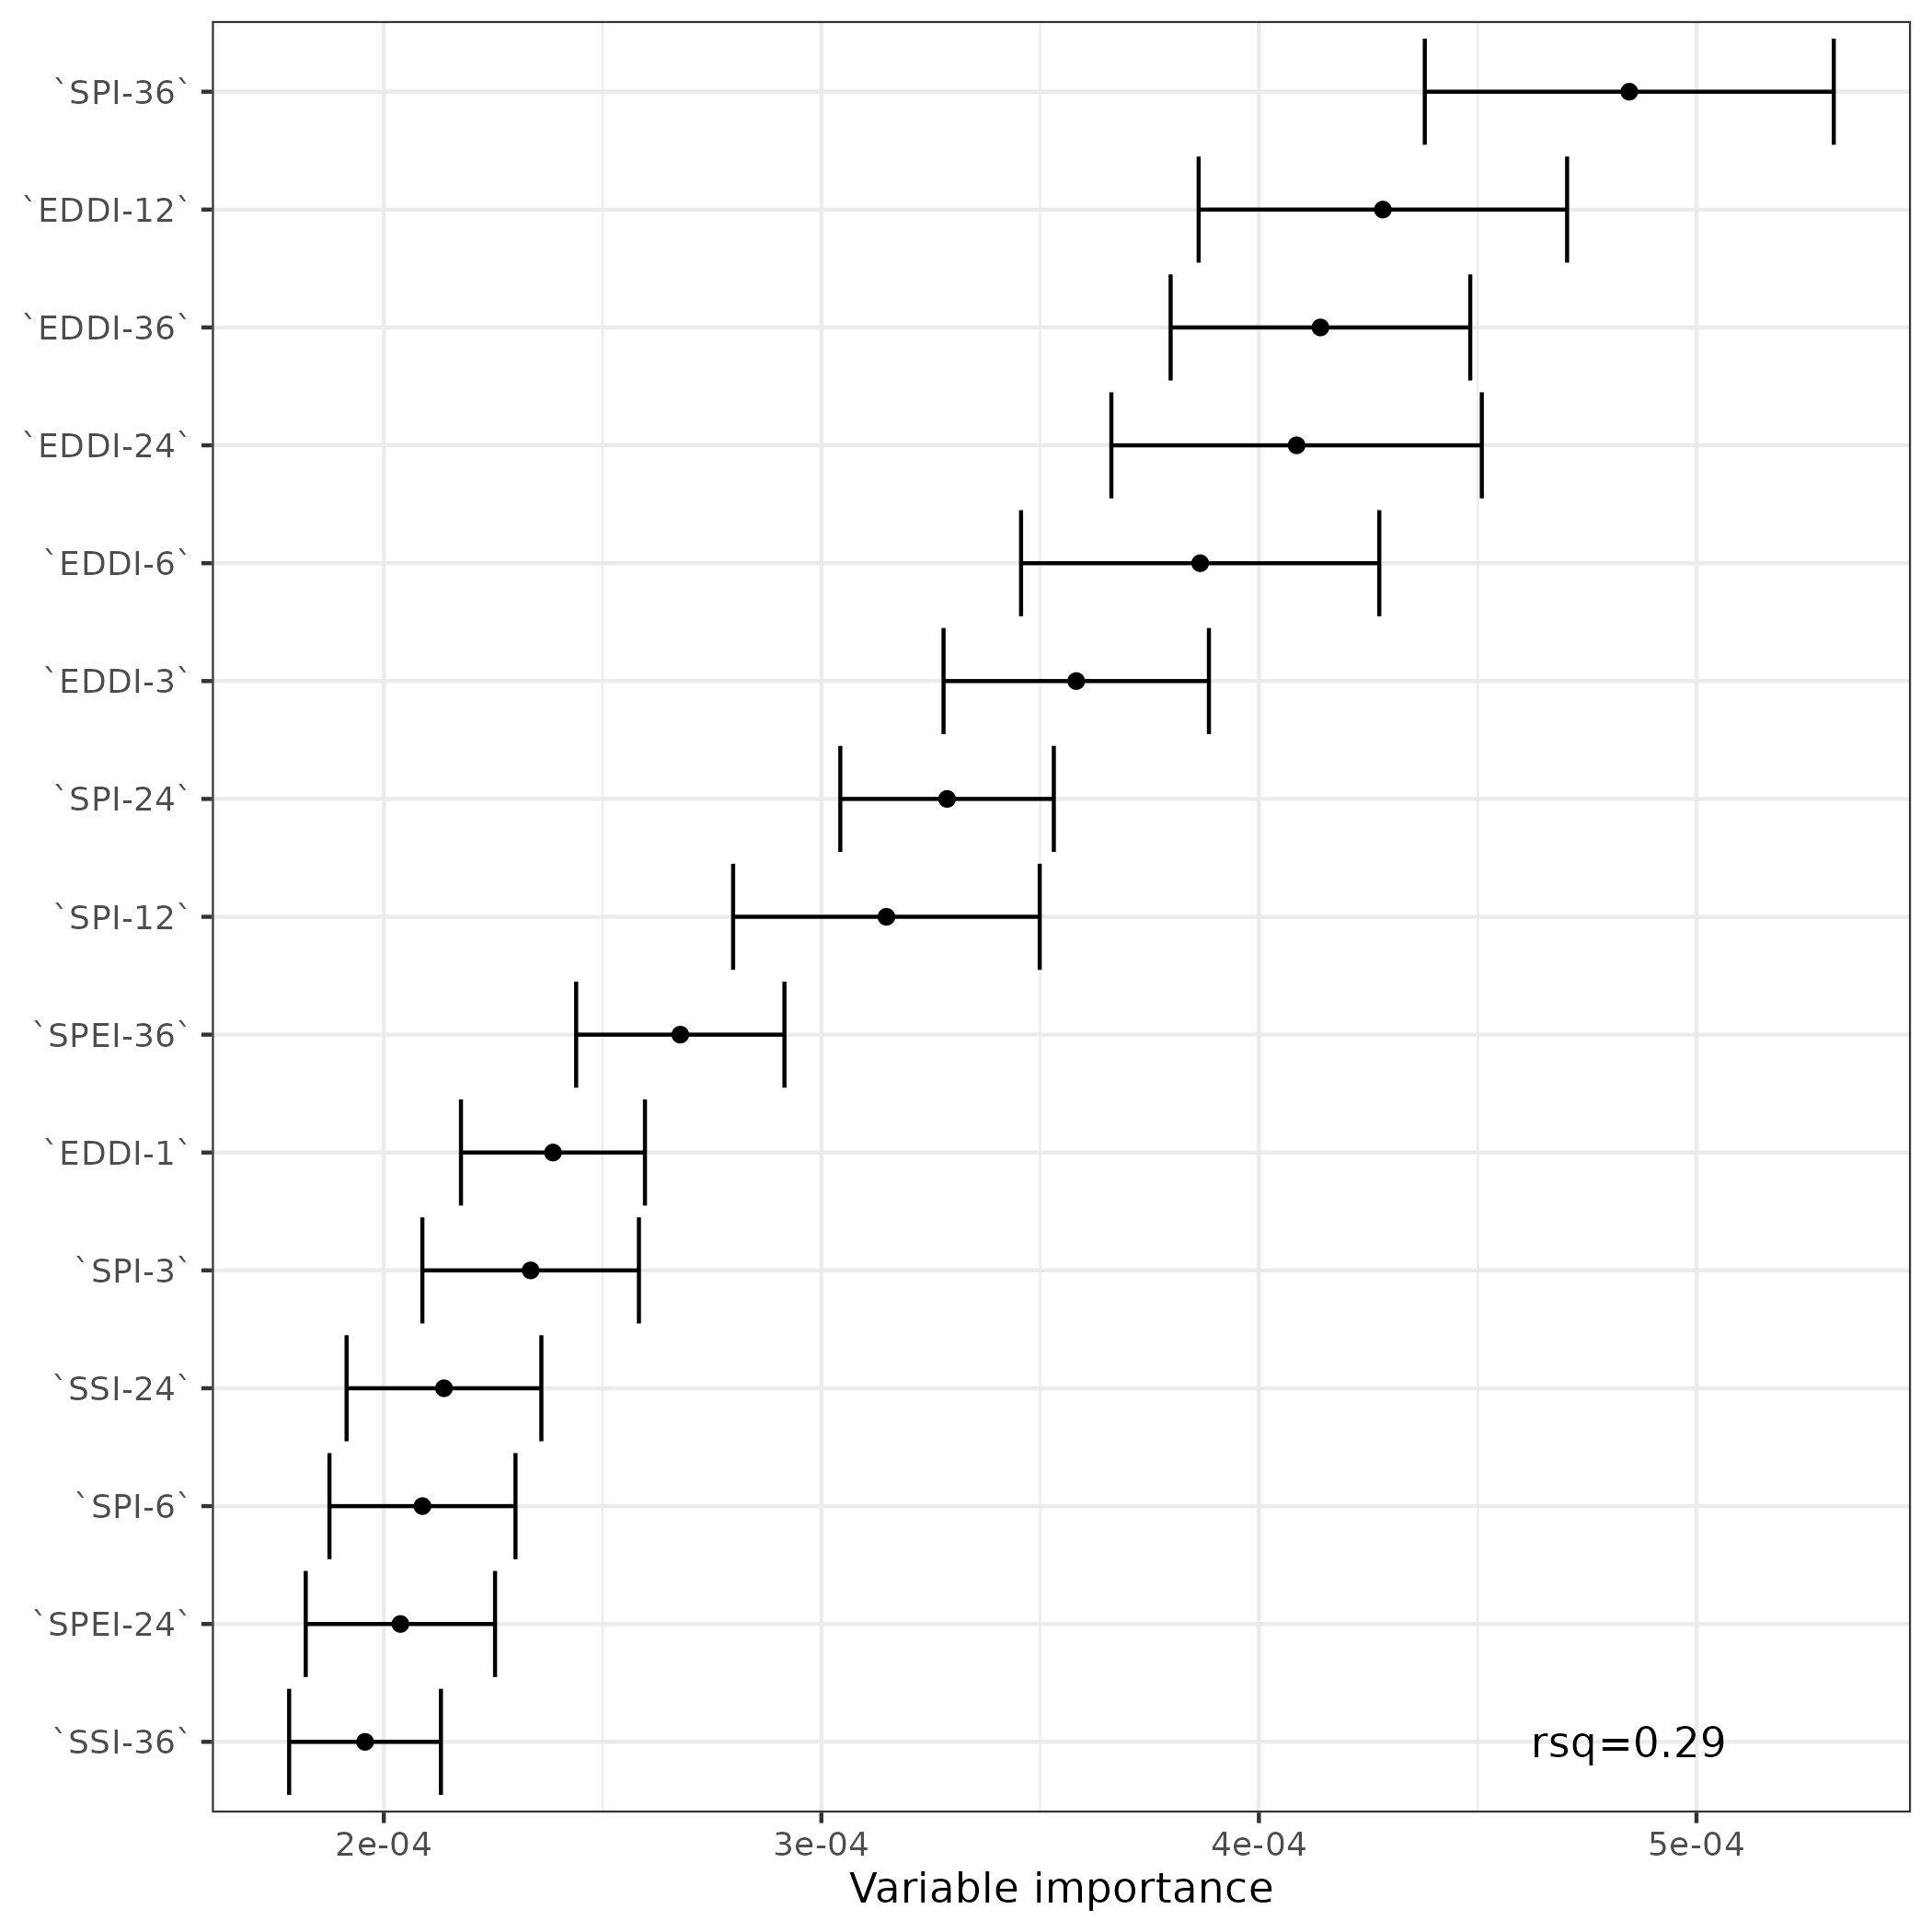 `SPI-36`
`EDDI-12`
`EDDI-36`
`EDDI-24`
`EDDI-6`
`EDDI-3`
`SPI-24`
`SPI-12`
`SPEI-36`
`EDDI-1`
`SPI-3`
`SSI-24`
`SPI-6`
`SPEI-24`
`SSI-36`
rsq=0.29
2e-04 3e-04 4e-04 5e-04
Variable importance